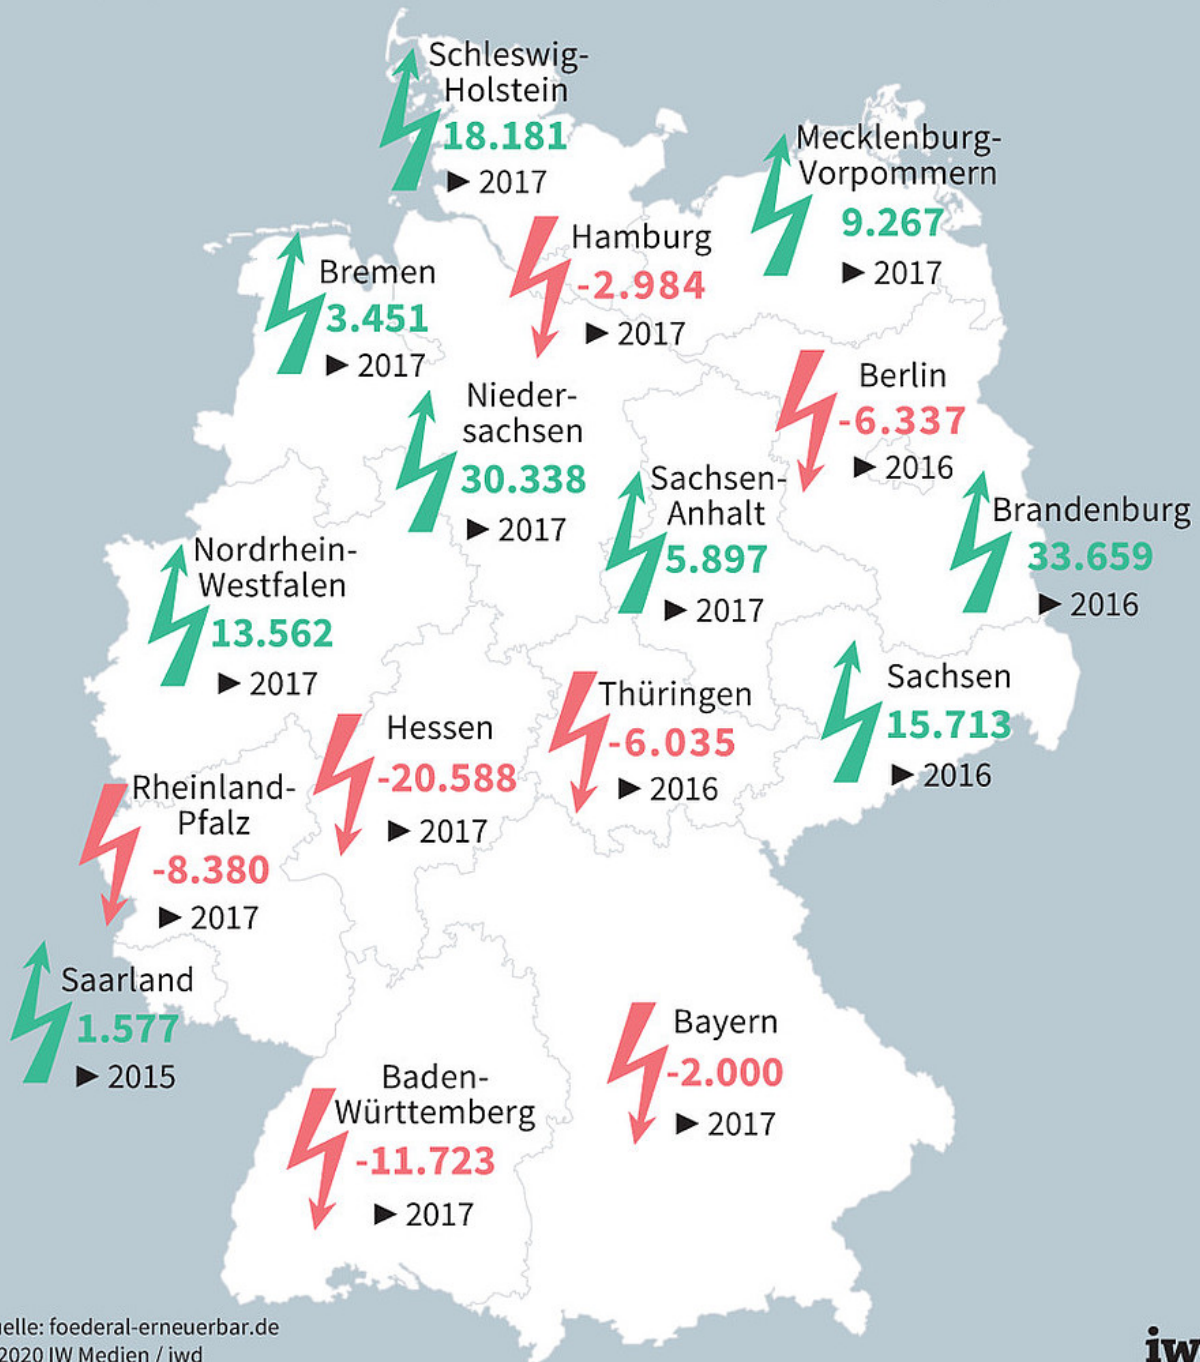 Schleswig-
Holstein
18.181
▶ 2017
Mecklenburg-
Vorpommern
9.267
▶ 2017
Hamburg
-2.984
▶ 2017
Bremen
3.451
▶ 2017
Berlin
-6.337
▶ 2016
Nieder-
sachsen
30.338
▶ 2017
Sachsen-
Anhalt
5.897
▶ 2017
Brandenburg
33.659
▶ 2016
Nordrhein-
Westfalen
13.562
▶ 2017
Sachsen
15.713
▶ 2016
Thüringen
-6.035
▶ 2016
Hessen
-20.588
▶ 2017
Rheinland-
Pfalz
-8.380
▶ 2017
Saarland
1.577
▶ 2015
Bayern
-2.000
▶ 2017
Baden-
Württemberg
-11.723
▶ 2017
elle: foederal-erneuerbar.de
2020 IW Medien / iwd
iw